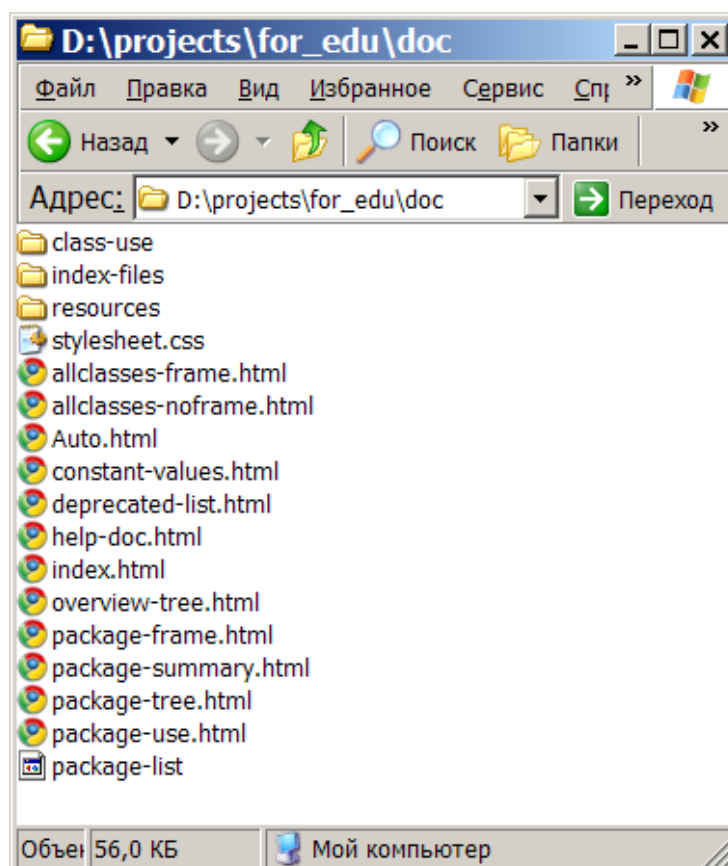 D:\projects\for_edu\doc
Файл Правка Вид Избранное Сервис Спр »
Назад Поиск Папки »
Адрес: D:\projects\for_edu\doc Переход
class-use
index-files
resources
stylesheet.css
allclasses-frame.html
allclasses-noframe.html
Auto.html
constant-values.html
deprecated-list.html
help-doc.html
index.html
overview-tree.html
package-frame.html
package-summary.html
package-tree.html
package-use.html
package-list
Объек 56,0 КБ Мой компьютер